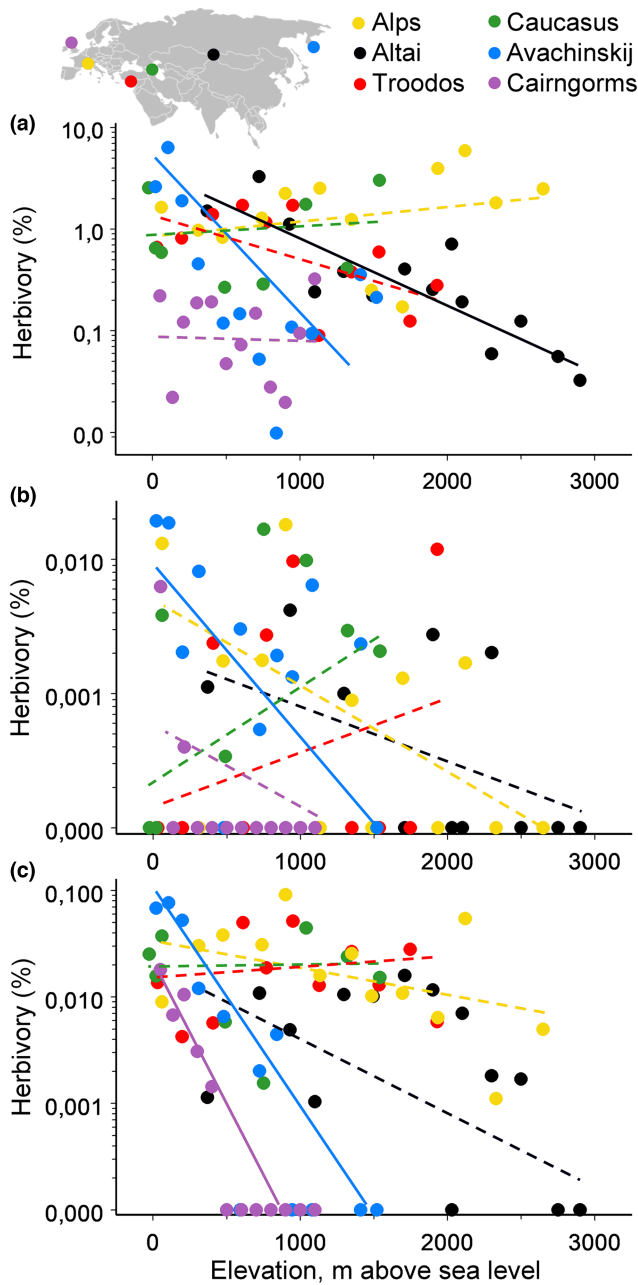 Alps Caucasus
Altai Avachinskij
Troodos Cairngorms
(a)
10,0
1,0
0,1
0,0
Herbivory (%)
0 1000 2000 3000
(b)
0,010
0,001
0,000
Herbivory (%)
0 1000 2000 3000
(c)
0,100
0,010
0,001
0,000
Herbivory (%)
0 1000 2000 3000
Elevation, m above sea level